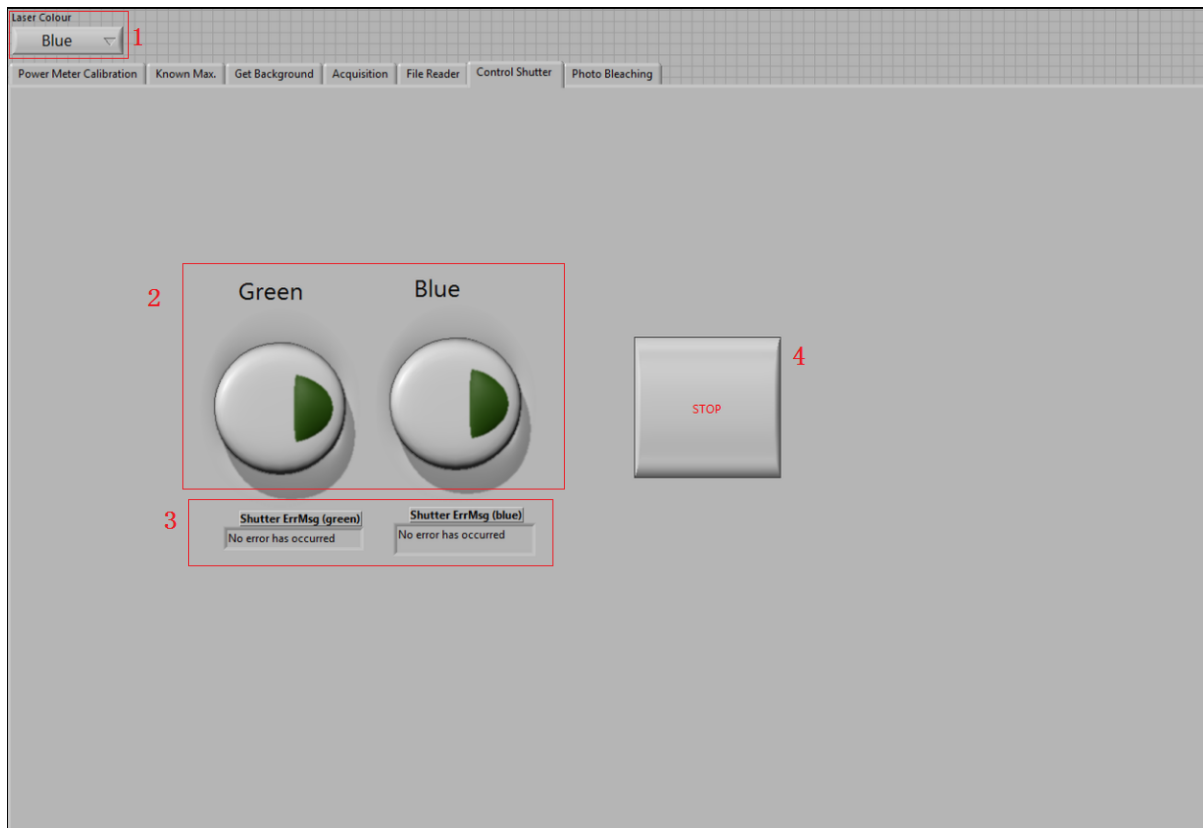 Laser Colour
Blue
1
Power Meter Calibration Known Max. Get Background Acquisition File Reader Control Shutter Photo Bleaching
2
Green Blue
4
STOP
3
Shutter ErrMsg (green) Shutter ErrMsg (blue)
No error has occurred No error has occurred